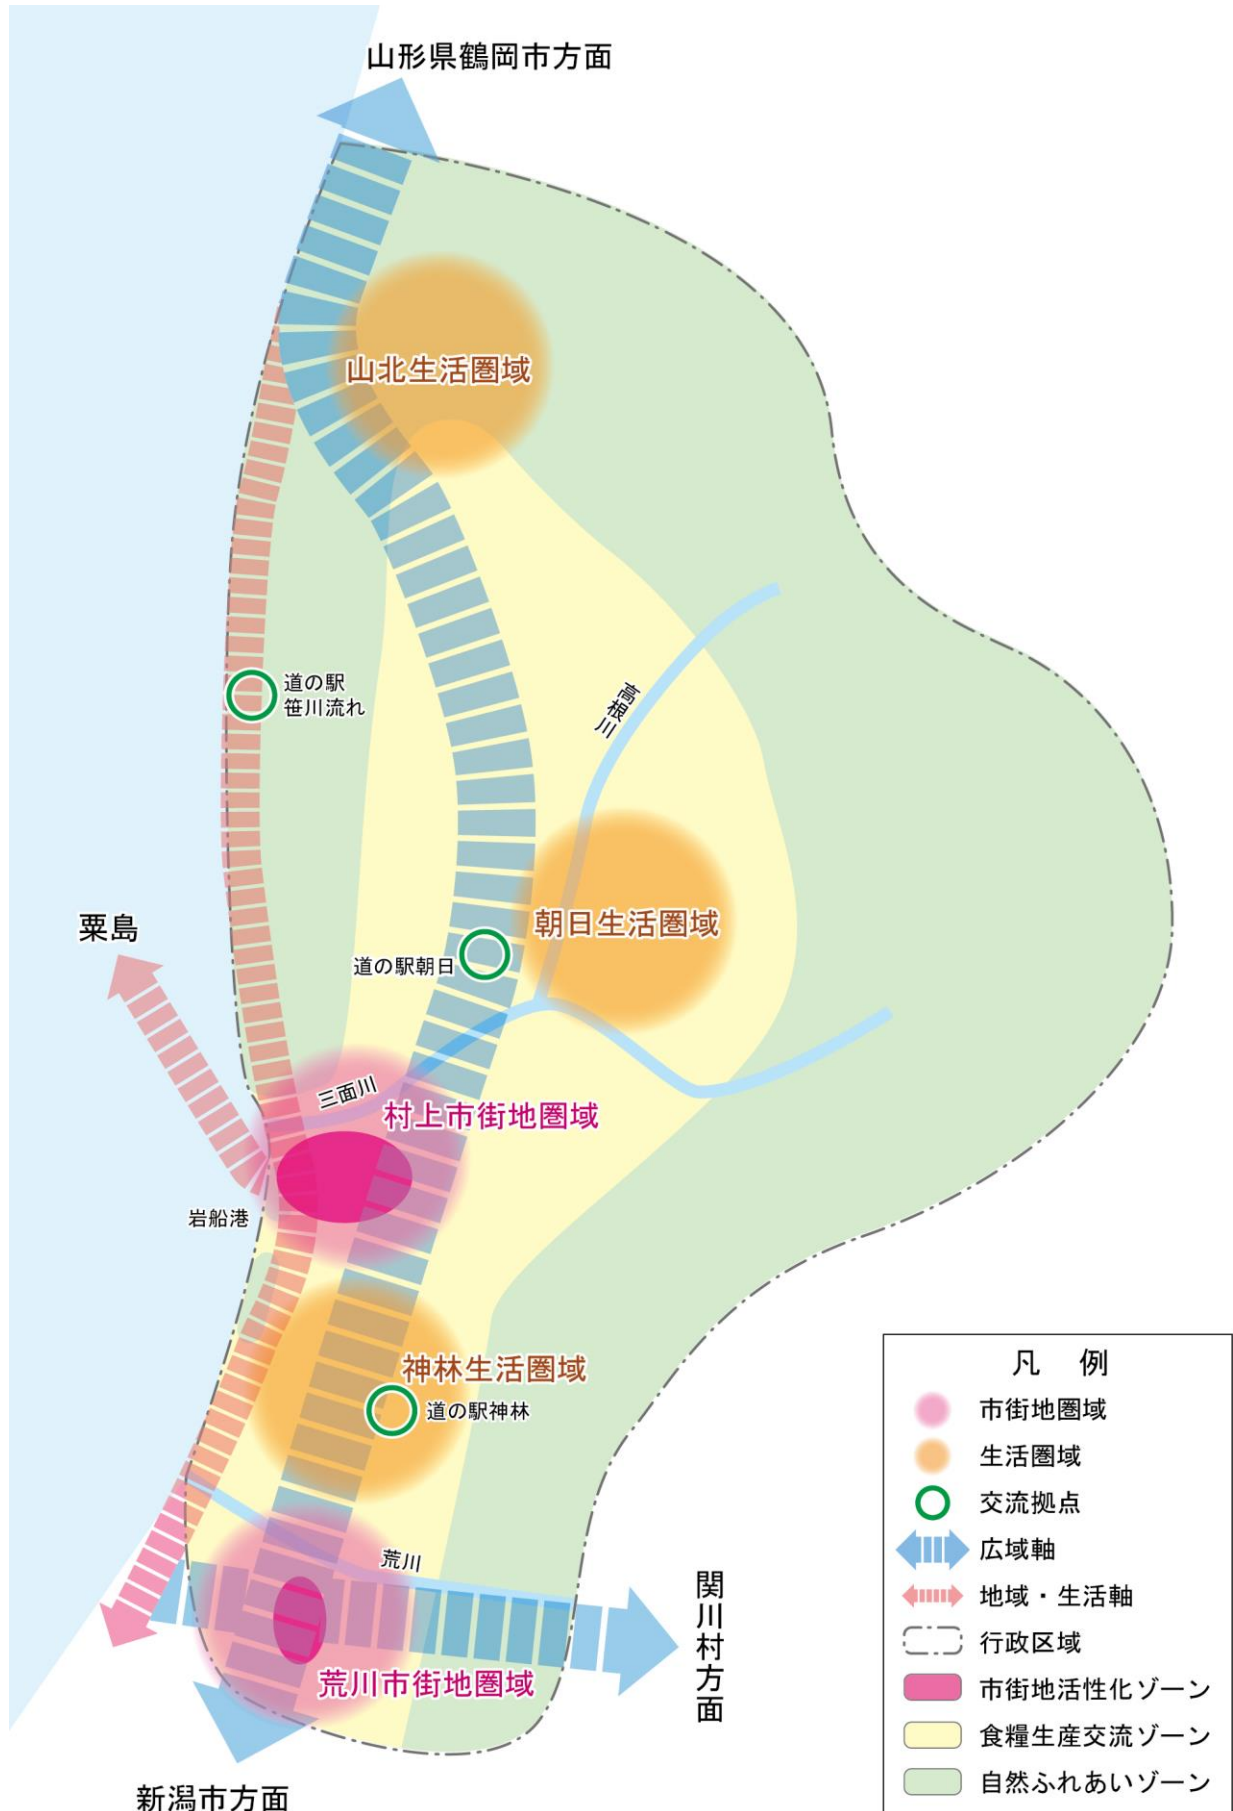 山形県鶴岡市方面
山北生活圏域
道の駅
笹川流れ
高根川
粟島
朝日生活圏域
道の駅朝日
三面川
村上市街地圏域
岩船港
神林生活圏域
道の駅神林
荒川
関川村方面
荒川市街地圏域
新潟市方面
凡 例
市街地圏域
生活圏域
交流拠点
広域軸
地域・生活軸
行政区域
市街地活性化ゾーン
食糧生産交流ゾーン
自然ふれあいゾーン